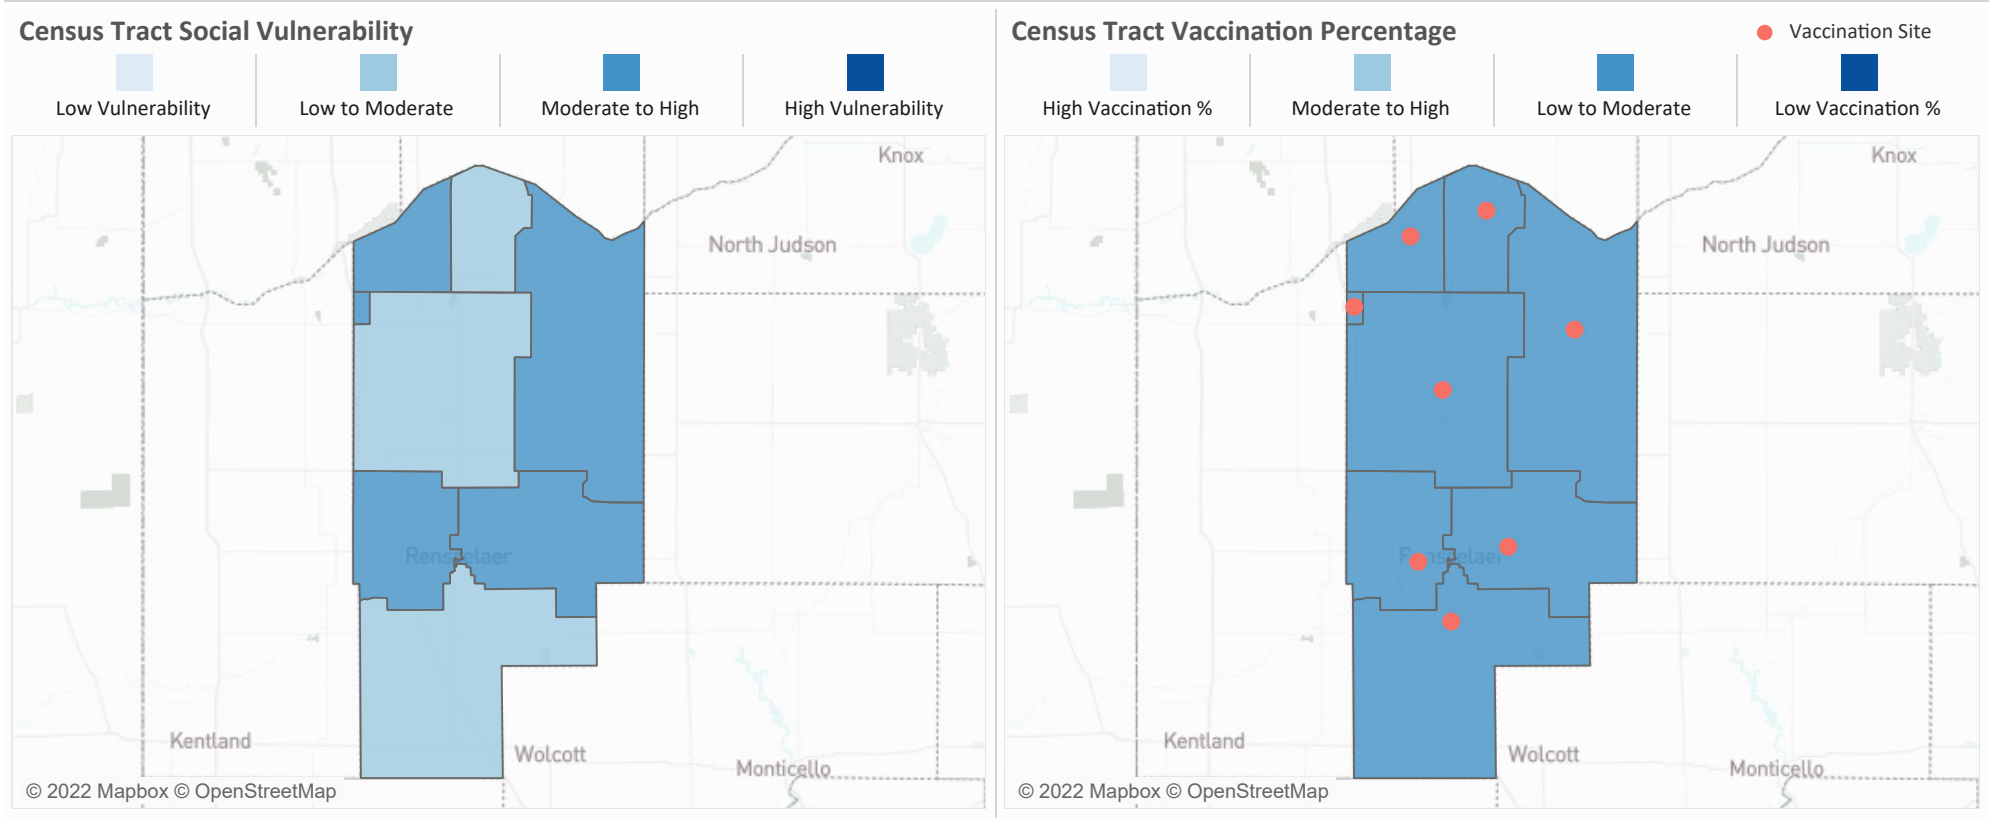 Census Tract Social Vulnerability
Low Vulnerability
Low to Moderate
Moderate to High
High Vulnerability
Knox
North Judson
Rensselaer
Kentland
Wolcott
Monticello
© 2022 Mapbox © OpenStreetMap
Census Tract Vaccination Percentage
Vaccination Site
High Vaccination %
Moderate to High
Low to Moderate
Low Vaccination %
Knox
North Judson
Rensselaer
Kentland
Wolcott
Monticello
© 2022 Mapbox © OpenStreetMap